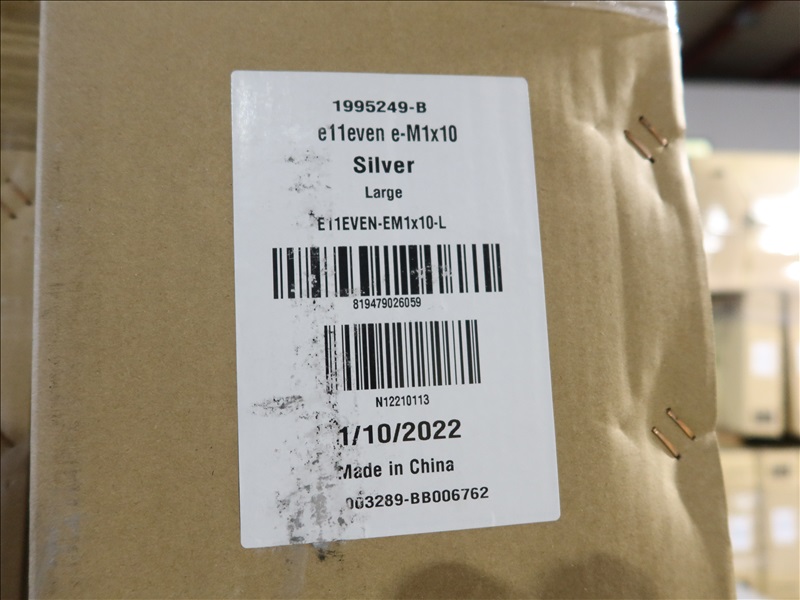 1995249-B
e11even e-M1x10
Silver
Large
E11EVEN-EM1x10-L
819479026059
N12210113
1/10/2022
Made in China
003289-BB006762